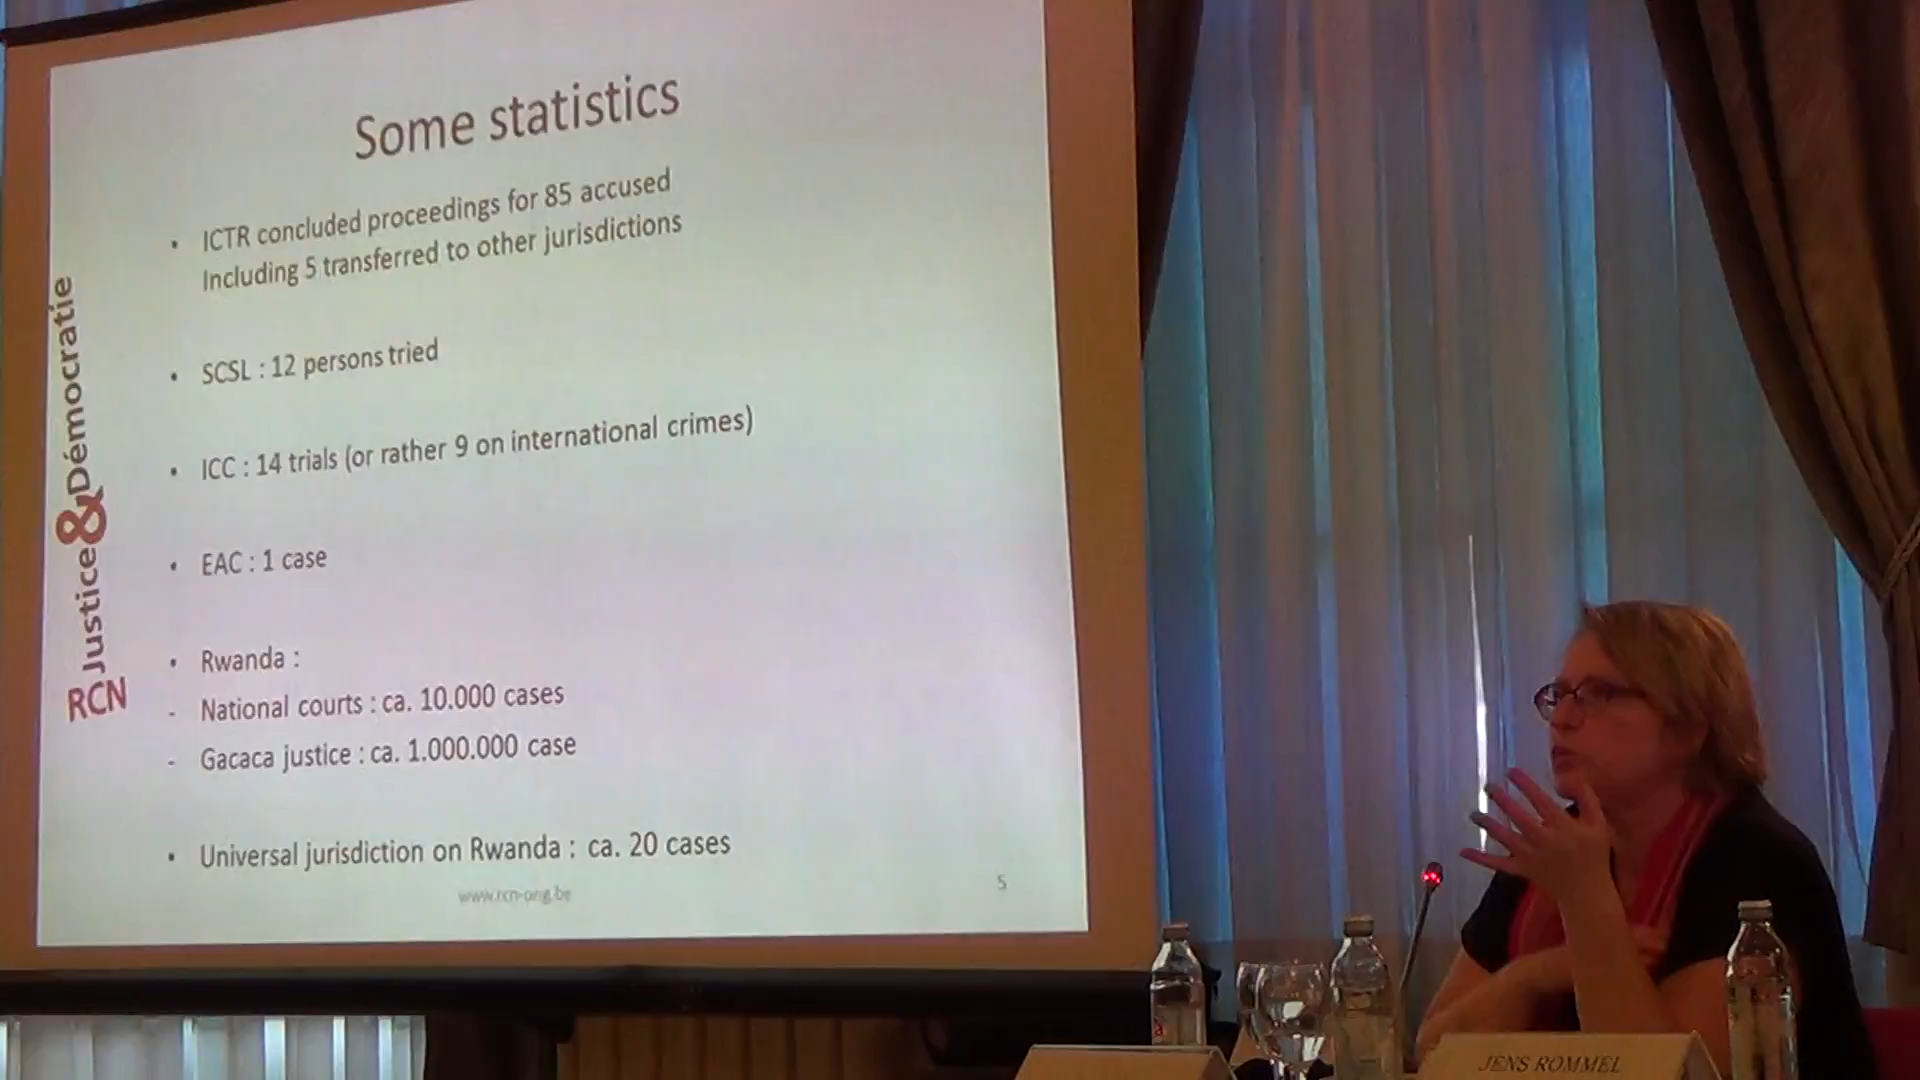 Some statistics
• ICTR concluded proceedings for 85 accused
Including 5 transferred to other jurisdictions
• SCSL : 12 persons tried
• ICC : 14 trials (or rather 9 on international crimes)
• EAC : 1 case
• Rwanda :
- National courts : ca. 10.000 cases
- Gacaca justice : ca. 1.000.000 case
• Universal jurisdiction on Rwanda : ca. 20 cases
www.rcn-ong.be
5
RCN Justice & Démocratie
JENS ROMMEL